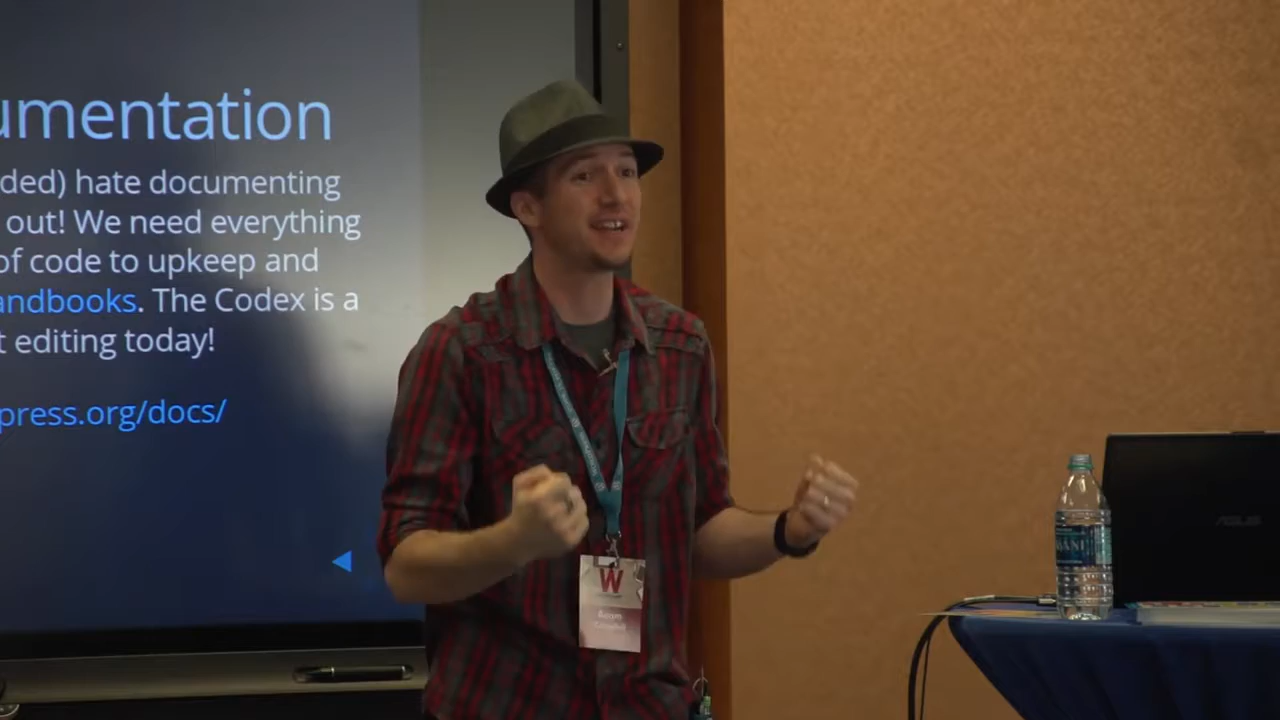 umentation
ded) hate documenting
out! We need everything
of code to upkeep and
andbooks. The Codex is a
t editing today!
press.org/docs/
W
ASUS